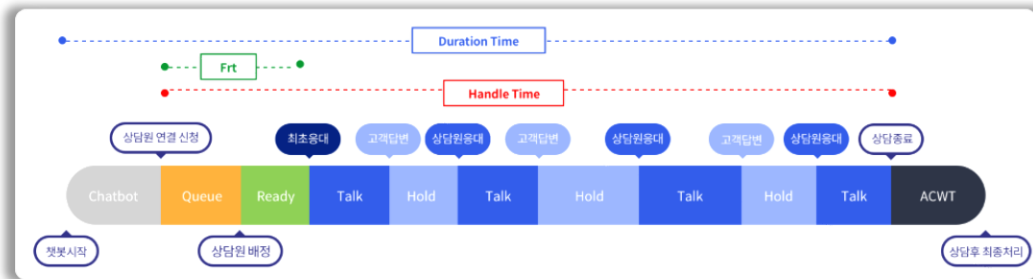 Duration Time
Frt
Handle Time
상담원 연결 신청
최초응대
고객답변
상담원응대
고객답변
상담원응대
고객답변
상담원응대
상담종료
Chatbot
Queue
Ready
Talk
Hold
Talk
Hold
Talk
Hold
Talk
ACWT
챗봇시작
상담원 배정
상담후 최종처리